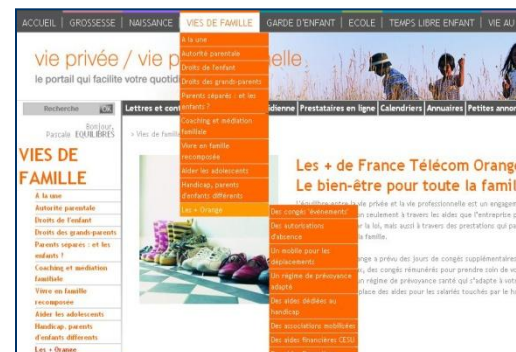 ACCUEIL | GROSSESSE | NAISSANCE | VIES DE FAMILLE | GARDE D'ENFANT | ECOLE | TEMPS LIBRE ENFANT | VIE AU
vie privée / vie p elle
le portail qui facilite votre quotidi
Recherche OK
Lettres et cont
idienne Prestataires en ligne Calendriers Annuaires Petites annon
Bonjour,
Pascale EQUILIBRES
» Vies de famille
A la une
Autorité parentale
Droits de l'enfant
Droits des grands-parents
Parents séparés : et les
enfants ?
Coaching et médiation
familiale
Vivre en famille
recomposée
Aider les adolescents
Handicap, parents
d'enfants différents
Les + Orange
Des congés "événements"
Des autorisations
d'absence
Un mobile pour les
déplacements
Un régime de prévoyance
adapté
Des aides dédiées au
handicap
Des associations mobilisées
Des aides financières CESU
VIES DE
FAMILLE
A la une
Autorité parentale
Droits de l'enfant
Droits des grands-parents
Parents séparés : et les
enfants ?
Coaching et médiation
familiale
Vivre en famille
recomposée
Aider les adolescents
Handicap, parents
d'enfants différents
Les + Orange
Les + de France Télécom Orang
Le bien-être pour toute la famil
L'équilibre entre la vie privée et la vie professionnelle est un engagem
n seulement à travers les aides que l'entreprise p
r la loi, mais aussi à travers des prestations qui pa
la famille.
ange a prévu des jours de congés supplémentaires
, des congés rémunérés pour prendre soin de vo
n régime de prévoyance santé qui s'adapte à votr
place des aides pour les salariés touchés par le ha